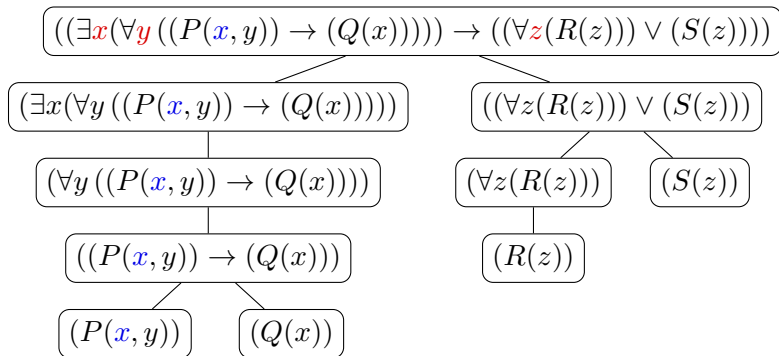 ((∃x(∀y ((P(x, y)) → (Q(x))))) → ((∀z(R(z))) ∨ (S(z))))
(∃x(∀y ((P(x, y)) → (Q(x)))))
((∀z(R(z))) ∨ (S(z)))
(∀y ((P(x, y)) → (Q(x))))
(∀z(R(z)))
(S(z))
((P(x, y)) → (Q(x)))
(R(z))
(P(x, y))
(Q(x))